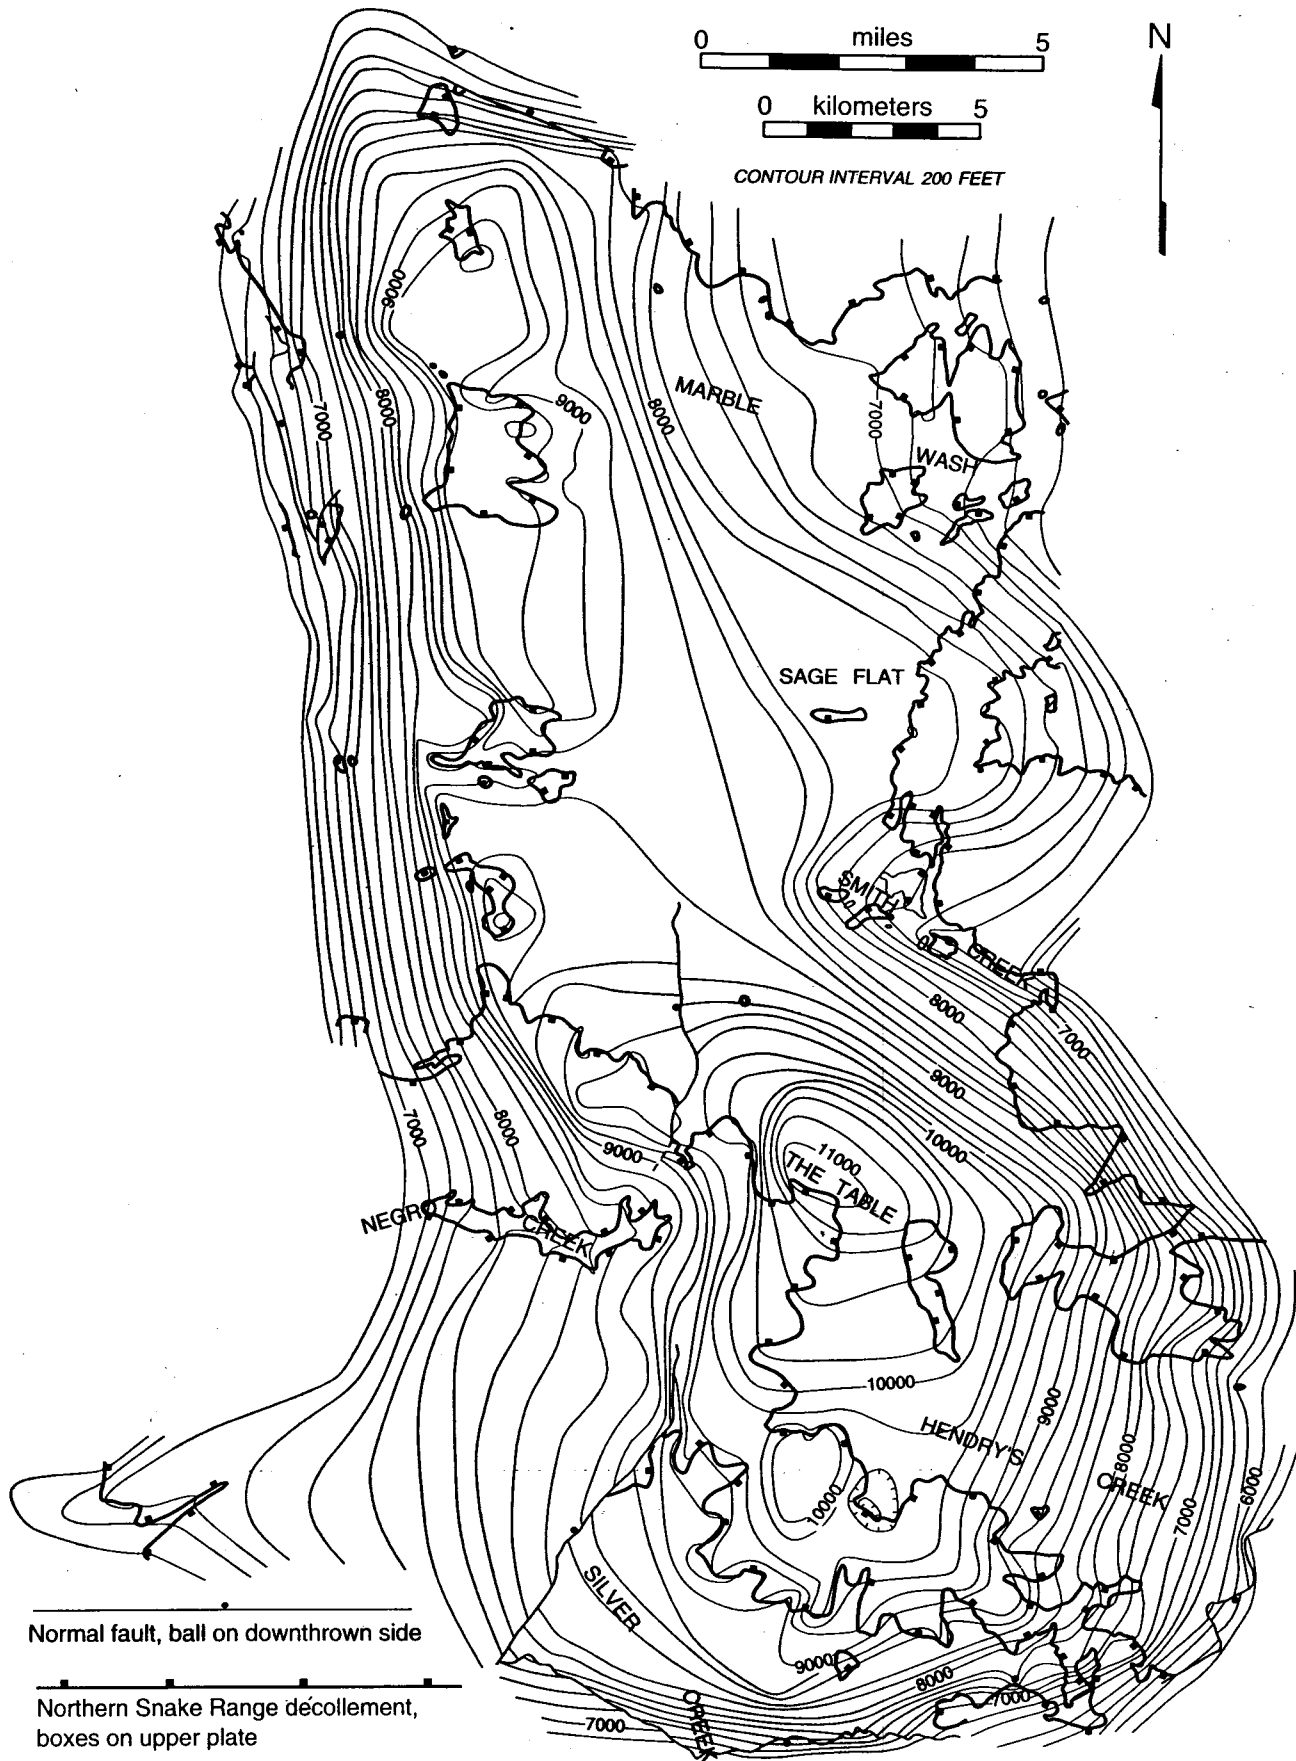 0 miles 5
N
0 kilometers 5
CONTOUR INTERVAL 200 FEET
9000
7000
8000
9000
8000
MARBLE
7000
WASH
SAGE FLAT
SMITH
CREEK
8000
7000
7000
8000
9000
9000
10000
11000
THE TABLE
NEGRO
CREEK
10000
HENDRY'S
9000
8000
CREEK
7000
6000
10000
SILVER
9000
8000
7000
7000
CREEK
Normal fault, ball on downthrown side
Northern Snake Range décollement,
boxes on upper plate